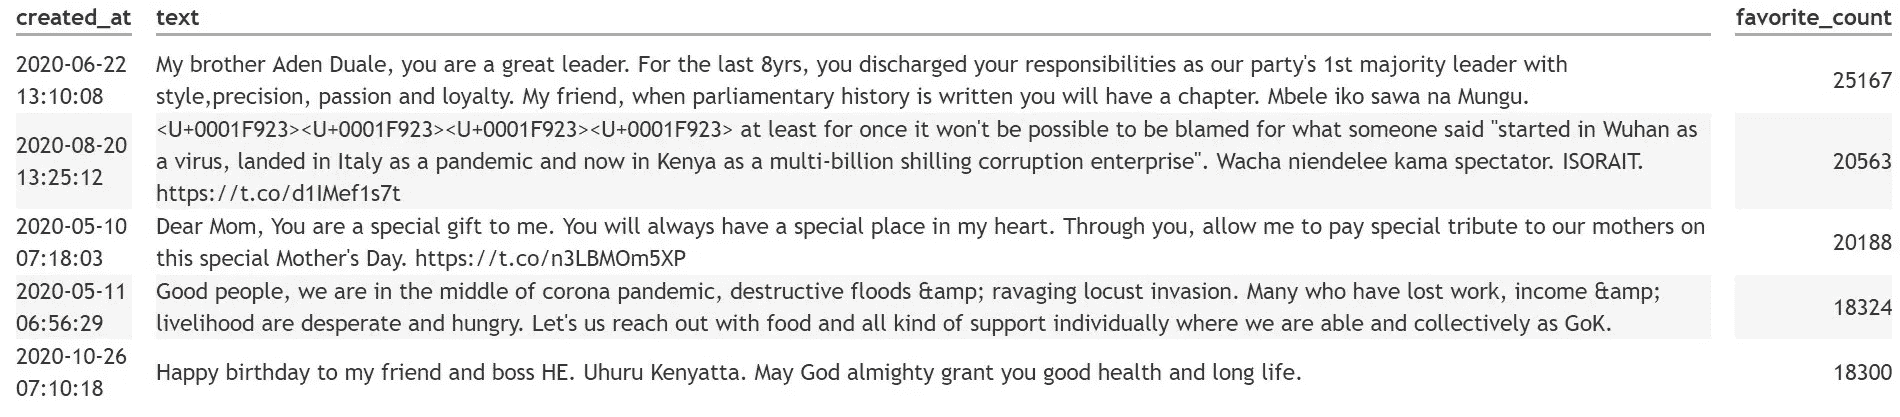 created_at text favorite_count
2020-06-22 My brother Aden Duale, you are a great leader. For the last 8yrs, you discharged your responsibilities as our party's 1st majority leader with
13:10:08 style,precision, passion and loyalty. My friend, when parliamentary history is written you will have a chapter. Mbele iko sawa na Mungu. 25167
<U+0001F923><U+0001F923><U+0001F923><U+0001F923> at least for once it won't be possible to be blamed for what someone said "started in Wuhan as
2020-08-20 a virus, landed in Italy as a pandemic and now in Kenya as a multi-billion shilling corruption enterprise". Wacha niendelee kama spectator. ISORAIT. 20563
13:25:12 https://t.co/d1IMef1s7t
2020-05-10 Dear Mom, You are a special gift to me. You will always have a special place in my heart. Through you, allow me to pay special tribute to our mothers on
07:18:03 this special Mother's Day. https://t.co/n3LBMOm5XP 20188
2020-05-11 Good people, we are in the middle of corona pandemic, destructive floods &amp; ravaging locust invasion. Many who have lost work, income &amp;
06:56:29 livelihood are desperate and hungry. Let's us reach out with food and all kind of support individually where we are able and collectively as GoK. 18324
2020-10-26
07:10:18 Happy birthday to my friend and boss HE. Uhuru Kenyatta. May God almighty grant you good health and long life. 18300